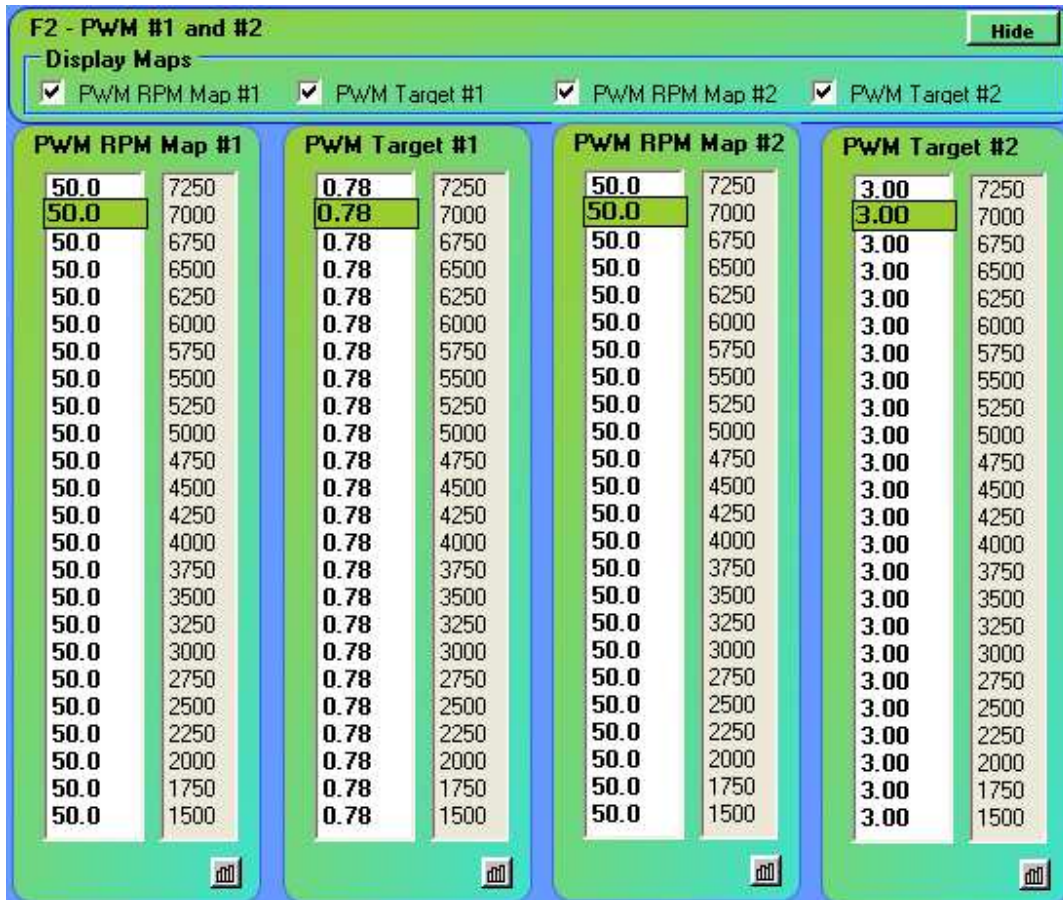 F2 - PWM #1 and #2 Hide
Display Maps
PWM RPM Map #1 PWM Target #1 PWM RPM Map #2 PWM Target #2
PWM RPM Map #1 PWM Target #1 PWM RPM Map #2 PWM Target #2
50.0 7250 0.78 7250 50.0 7250 3.00 7250
50.0 7000 0.78 7000 50.0 7000 3.00 7000
50.0 6750 0.78 6750 50.0 6750 3.00 6750
50.0 6500 0.78 6500 50.0 6500 3.00 6500
50.0 6250 0.78 6250 50.0 6250 3.00 6250
50.0 6000 0.78 6000 50.0 6000 3.00 6000
50.0 5750 0.78 5750 50.0 5750 3.00 5750
50.0 5500 0.78 5500 50.0 5500 3.00 5500
50.0 5250 0.78 5250 50.0 5250 3.00 5250
50.0 5000 0.78 5000 50.0 5000 3.00 5000
50.0 4750 0.78 4750 50.0 4750 3.00 4750
50.0 4500 0.78 4500 50.0 4500 3.00 4500
50.0 4250 0.78 4250 50.0 4250 3.00 4250
50.0 4000 0.78 4000 50.0 4000 3.00 4000
50.0 3750 0.78 3750 50.0 3750 3.00 3750
50.0 3500 0.78 3500 50.0 3500 3.00 3500
50.0 3250 0.78 3250 50.0 3250 3.00 3250
50.0 3000 0.78 3000 50.0 3000 3.00 3000
50.0 2750 0.78 2750 50.0 2750 3.00 2750
50.0 2500 0.78 2500 50.0 2500 3.00 2500
50.0 2250 0.78 2250 50.0 2250 3.00 2250
50.0 2000 0.78 2000 50.0 2000 3.00 2000
50.0 1750 0.78 1750 50.0 1750 3.00 1750
50.0 1500 0.78 1500 50.0 1500 3.00 1500